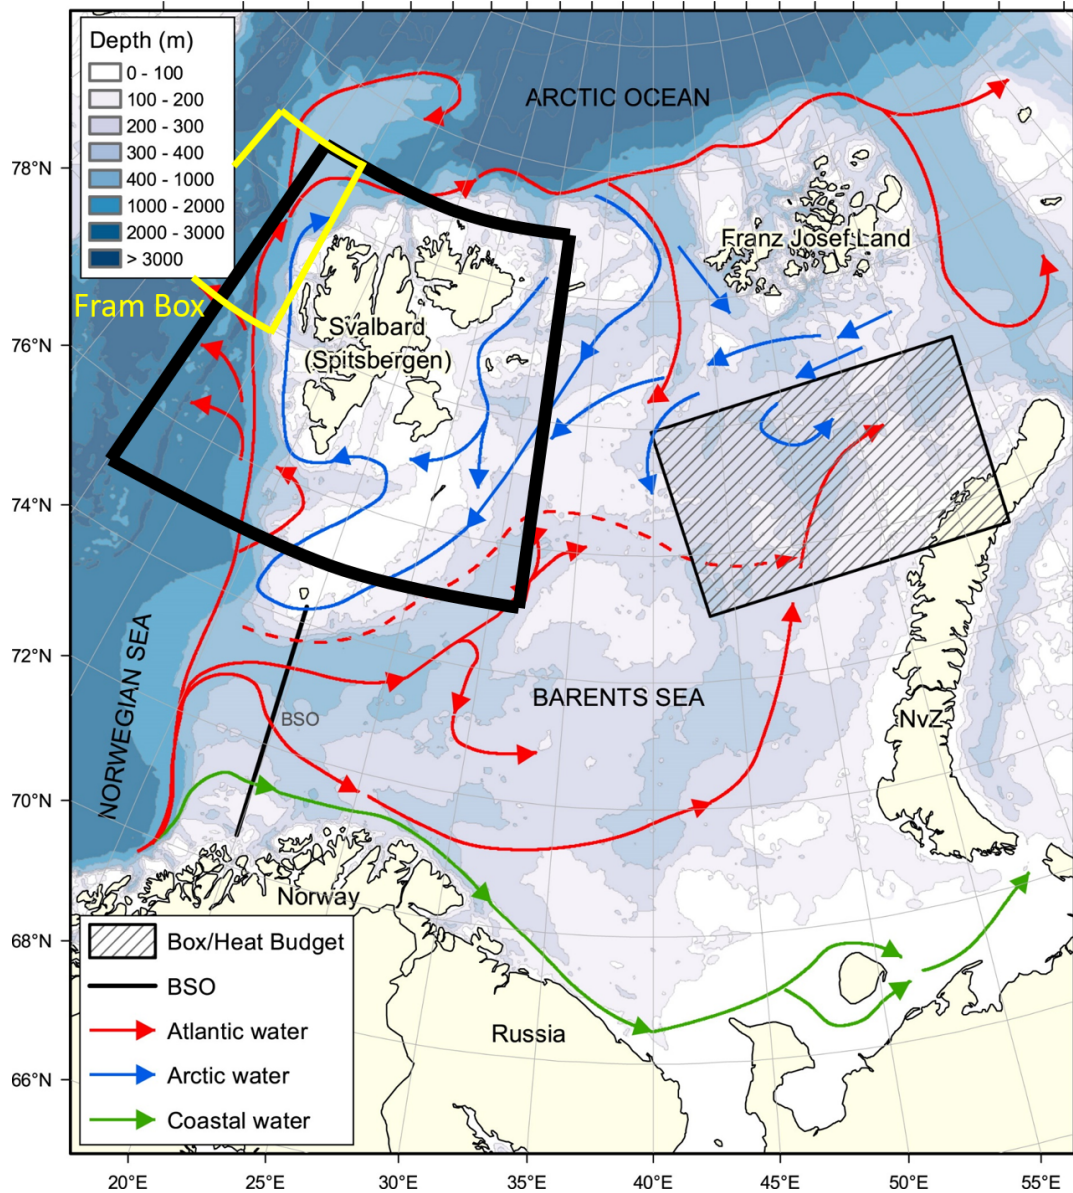 Depth (m)
0 - 100
100 - 200
200 - 300
300 - 400
400 - 1000
1000 - 2000
2000 - 3000
> 3000
ARCTIC OCEAN
78°N
Franz Josef Land
Fram Box
Svalbard
(Spitsbergen)
76°N
74°N
NORWEGIAN SEA
72°N
BARENTS SEA
BSO
NvZ
70°N
Norway
68°N
Box/Heat Budget
BSO
Atlantic water
Russia
Arctic water
66°N
Coastal water
20°E 25°E 30°E 35°E 40°E 45°E 50°E 55°E